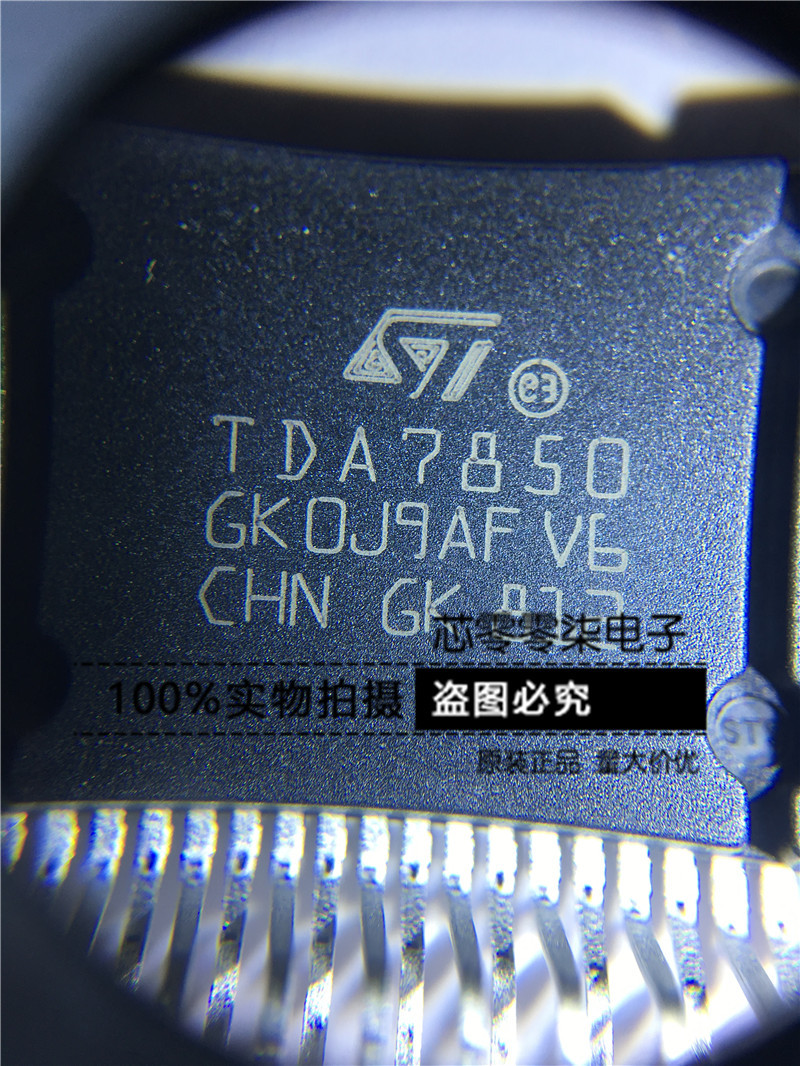 ST
e3
TDA7850
GK0J9AF V6
CHN GK
芯零零柒电子
100%实物拍摄 盗图必究
原装正品 量大价优
ST